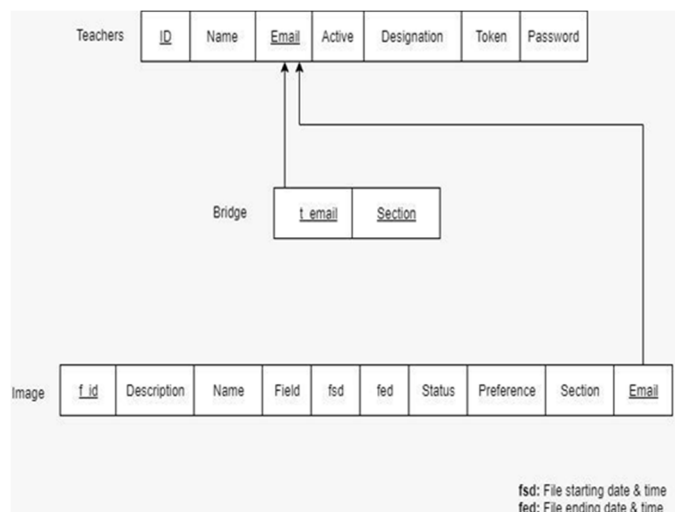 Teachers ID Name Email Active Designation Token Password
Bridge t_email Section
Image f_id Description Name Field fsd fed Status Preference Section Email
fsd: File starting date & time
fed: File ending date & time